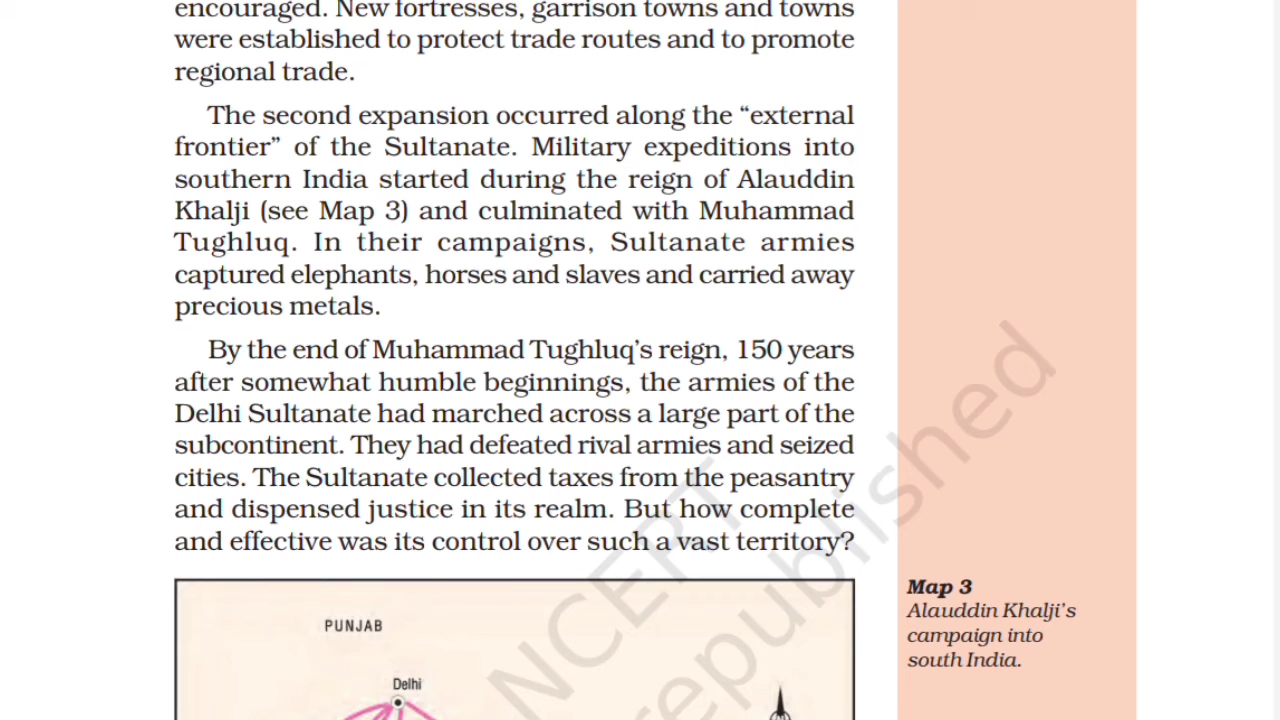 encouraged. New fortresses, garrison towns and towns
were established to protect trade routes and to promote
regional trade.
The second expansion occurred along the “external
frontier” of the Sultanate. Military expeditions into
southern India started during the reign of Alauddin
Khalji (see Map 3) and culminated with Muhammad
Tughluq. In their campaigns, Sultanate armies
captured elephants, horses and slaves and carried away
precious metals.
By the end of Muhammad Tughluq’s reign, 150 years
after somewhat humble beginnings, the armies of the
Delhi Sultanate had marched across a large part of the
subcontinent. They had defeated rival armies and seized
cities. The Sultanate collected taxes from the peasantry
and dispensed justice in its realm. But how complete
and effective was its control over such a vast territory?
PUNJAB
Delhi
Map 3
Alauddin Khalji’s
campaign into
south India.
NCERT
republished